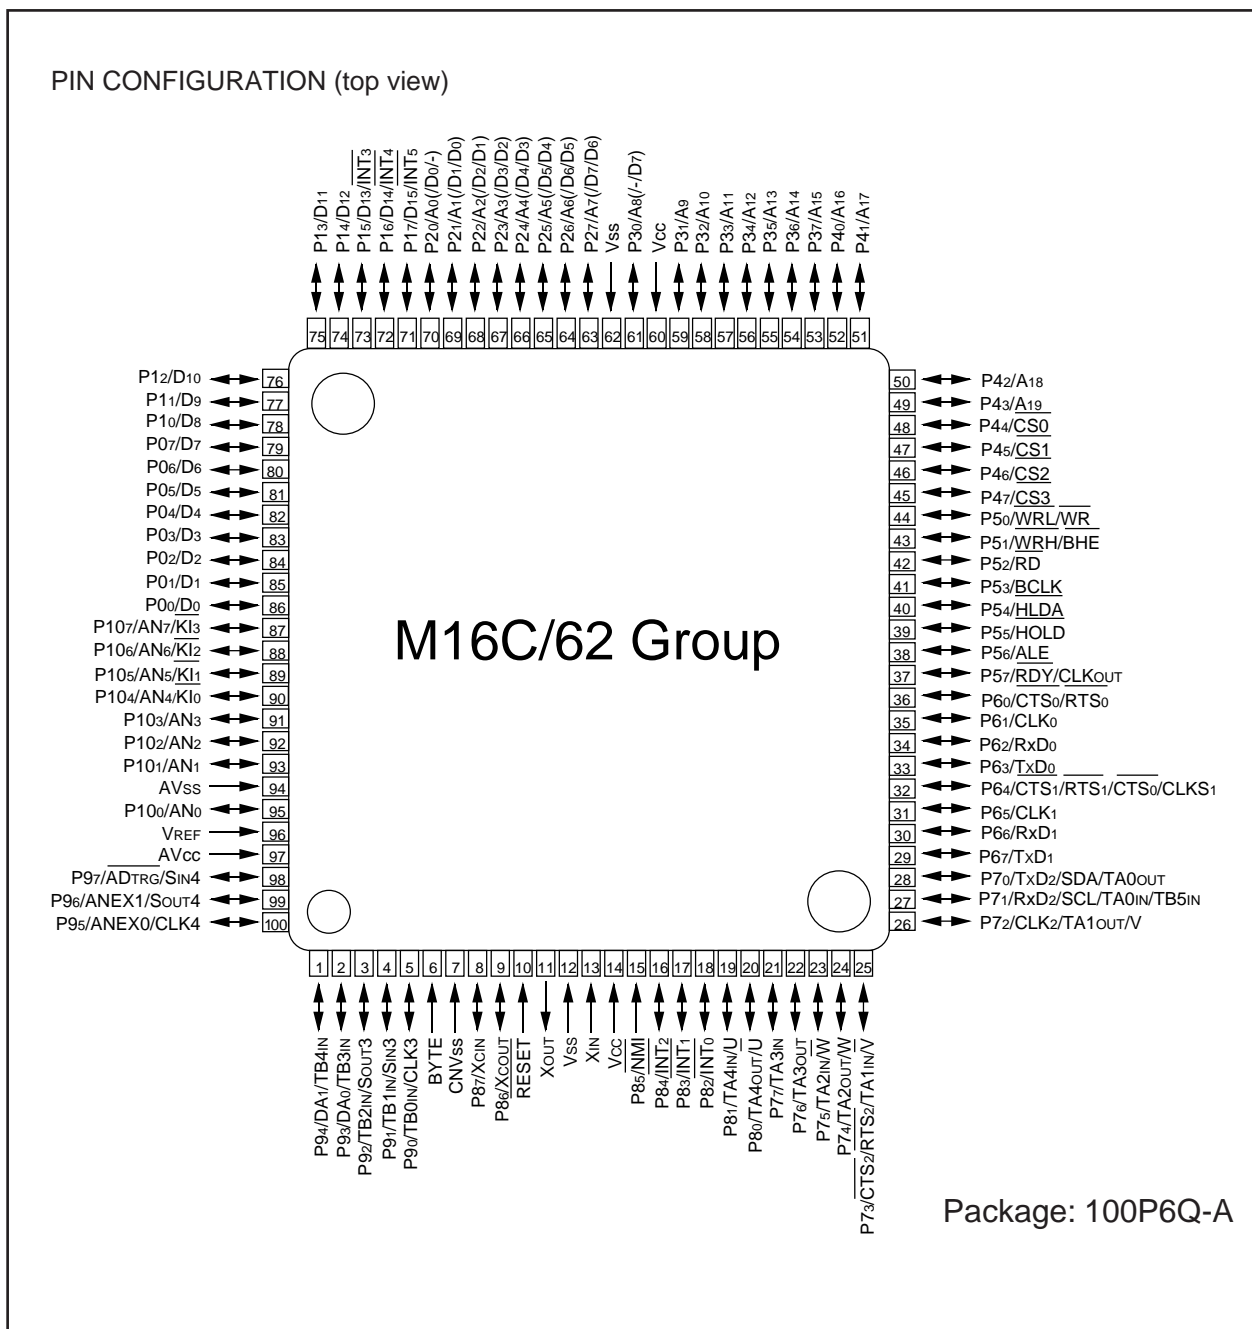 PIN CONFIGURATION (top view)
P13/D11
P14/D12
P15/D13/INT3
P16/D14/INT4
P17/D15/INT5
P20/A0(/D0/-)
P21/A1(/D1/D0)
P22/A2(/D2/D1)
P23/A3(/D3/D2)
P24/A4(/D4/D3)
P25/A5(/D5/D4)
P26/A6(/D6/D5)
P27/A7(/D7/D6)
Vss
P30/A8(/-/D7)
Vcc
P31/A9
P32/A10
P33/A11
P34/A12
P35/A13
P36/A14
P37/A15
P40/A16
P41/A17
75 74 73 72 71 70 69 68 67 66 65 64 63 62 61 60 59 58 57 56 55 54 53 52 51
P12/D10 76
P11/D9 77
P10/D8 78
P07/D7 79
P06/D6 80
P05/D5 81
P04/D4 82
P03/D3 83
P02/D2 84
P01/D1 85
P00/D0 86
P107/AN7/KI3 87
P106/AN6/KI2 88
P105/AN5/KI1 89
P104/AN4/KI0 90
P103/AN3 91
P102/AN2 92
P101/AN1 93
AVss 94
P100/AN0 95
VREF 96
AVcc 97
P97/ADTRG/SIN4 98
P96/ANEX1/SOUT4 99
P95/ANEX0/CLK4 100
M16C/62 Group
50 P42/A18
49 P43/A19
48 P44/CS0
47 P45/CS1
46 P46/CS2
45 P47/CS3
44 P50/WRL/WR
43 P51/WRH/BHE
42 P52/RD
41 P53/BCLK
40 P54/HLDA
39 P55/HOLD
38 P56/ALE
37 P57/RDY/CLKOUT
36 P60/CTS0/RTS0
35 P61/CLK0
34 P62/RxD0
33 P63/TXD0
32 P64/CTS1/RTS1/CTS0/CLKS1
31 P65/CLK1
30 P66/RxD1
29 P67/TXD1
28 P70/TXD2/SDA/TA0OUT
27 P71/RxD2/SCL/TA0IN/TB5IN
26 P72/CLK2/TA1OUT/V
1 2 3 4 5 6 7 8 9 10 11 12 13 14 15 16 17 18 19 20 21 22 23 24 25
P94/DA1/TB4IN
P93/DA0/TB3IN
P92/TB2IN/SOUT3
P91/TB1IN/SIN3
P90/TB0IN/CLK3
BYTE
CNVss
P87/XCIN
P86/XCOUT
RESET
XOUT
Vss
XIN
Vcc
P85/NMI
P84/INT2
P83/INT1
P82/INT0
P81/TA4IN/U
P80/TA4OUT/U
P77/TA3IN
P76/TA3OUT
P75/TA2IN/W
P74/TA2OUT/W
P73/CTS2/RTS2/TA1IN/V
Package: 100P6Q-A